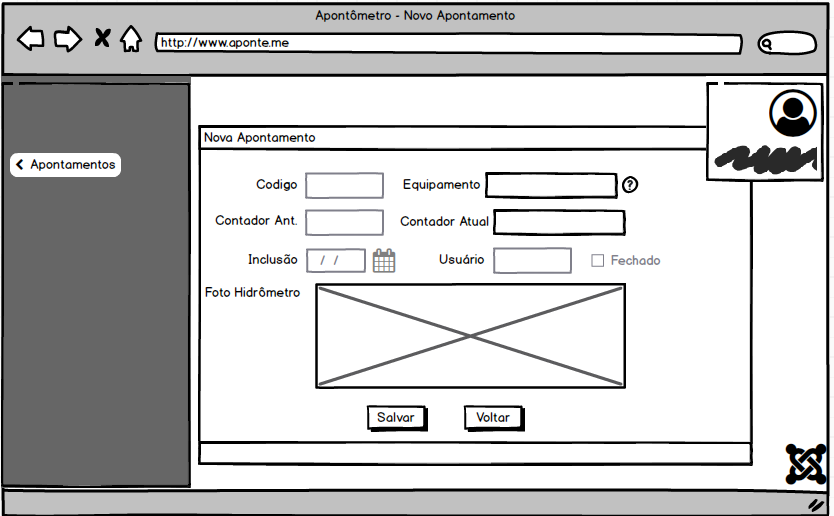 Apontômetro - Novo Apontamento
http://www.aponte.me
Nova Apontamento
Apontamentos
Codigo
Equipamento
?
Contador Ant.
Contador Atual
Inclusão
/ /
Usuário
Fechado
Foto Hidrômetro
Salvar
Voltar